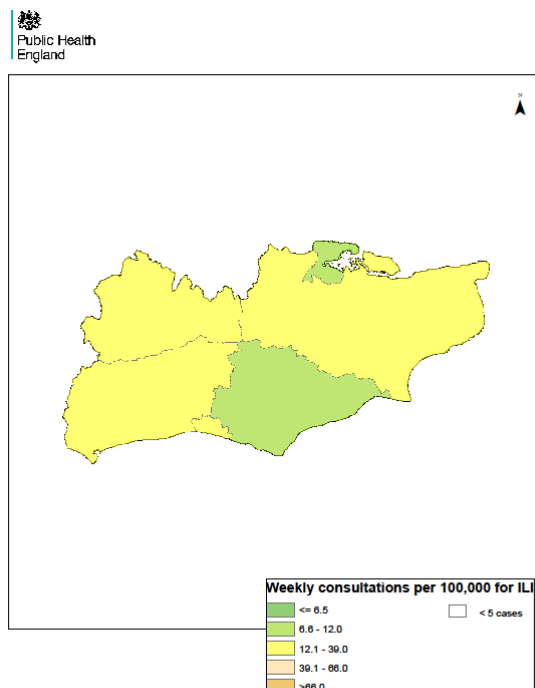 Public Health
England
N
Weekly consultations per 100,000 for ILI
<= 6.5
< 5 cases
6.6 - 12.0
12.1 - 39.0
39.1 - 66.0
>66.0